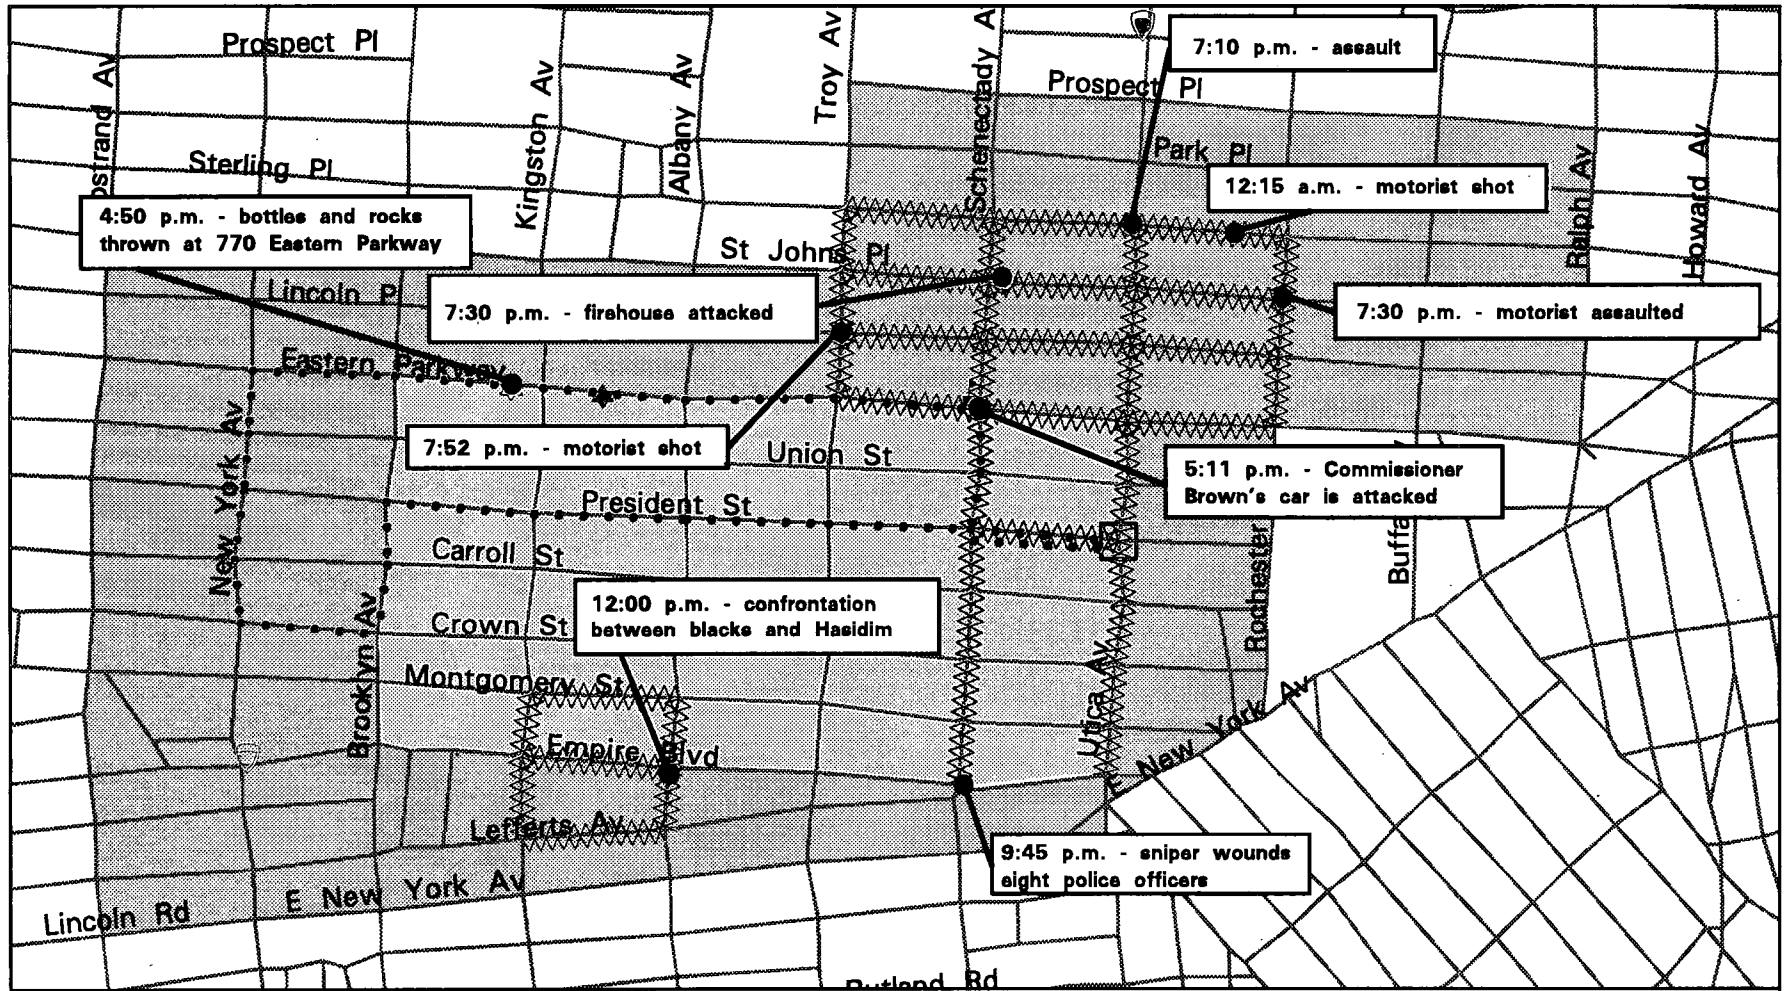 Prospect Pl
ostrand Av
Kingston Av
Albany Av
Troy Av
Schenectady A
7:10 p.m. - assault
Prospect Pl
Park Pl
12:15 a.m. - motorist shot
Ralph Av
Howard Av
Sterling Pl
4:50 p.m. - bottles and rocks
thrown at 770 Eastern Parkway
St Johns Pl
Lincoln P
7:30 p.m. - firehouse attacked
7:30 p.m. - motorist assaulted
Eastern Parkway
7:52 p.m. - motorist shot
Union St
5:11 p.m. - Commissioner
Brown's car is attacked
New York Av
President St
Carroll St
Rochester
Buffa
12:00 p.m. - confrontation
between blacks and Hasidim
Crown St
Brooklyn Av
Montgomery St
Utica Av
E New York Av
Empire Blvd
Lefferts Av
9:45 p.m. - sniper wounds
eight police officers
E New York Av
Lincoln Rd
Rutland Rd